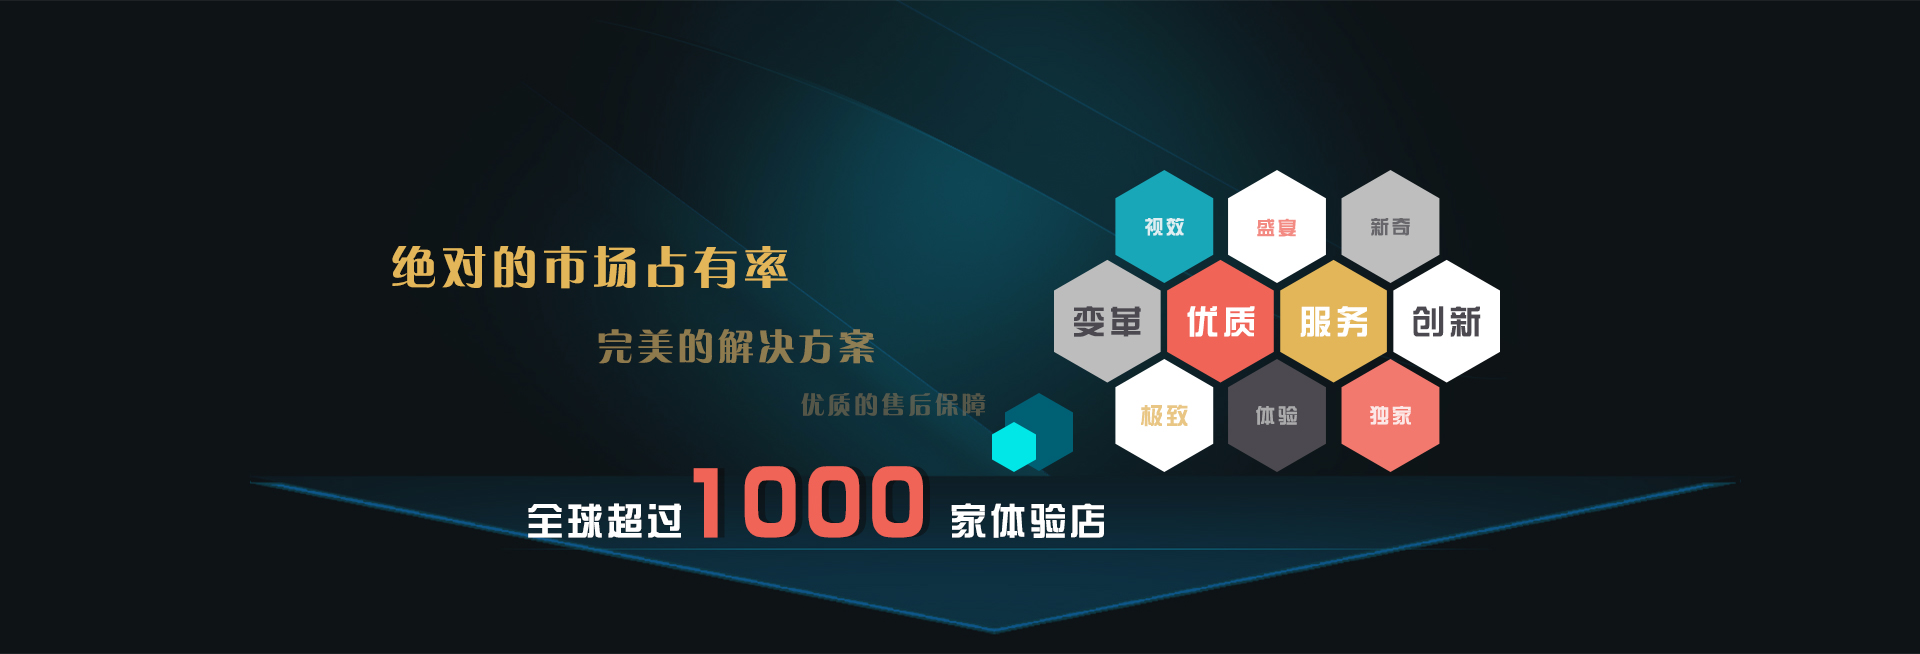 绝对的市场占有率
完美的解决方案
优质的售后保障
视效
盛宴
新奇
变革
优质
服务
创新
极致
体验
独家
全球超过1000家体验店